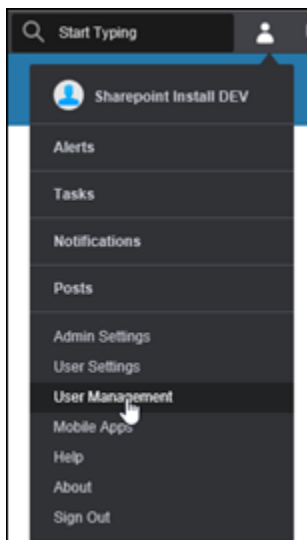 Start Typing
Sharepoint Install DEV
Alerts
Tasks
Notifications
Posts
Admin Settings
User Settings
User Management
Mobile Apps
Help
About
Sign Out